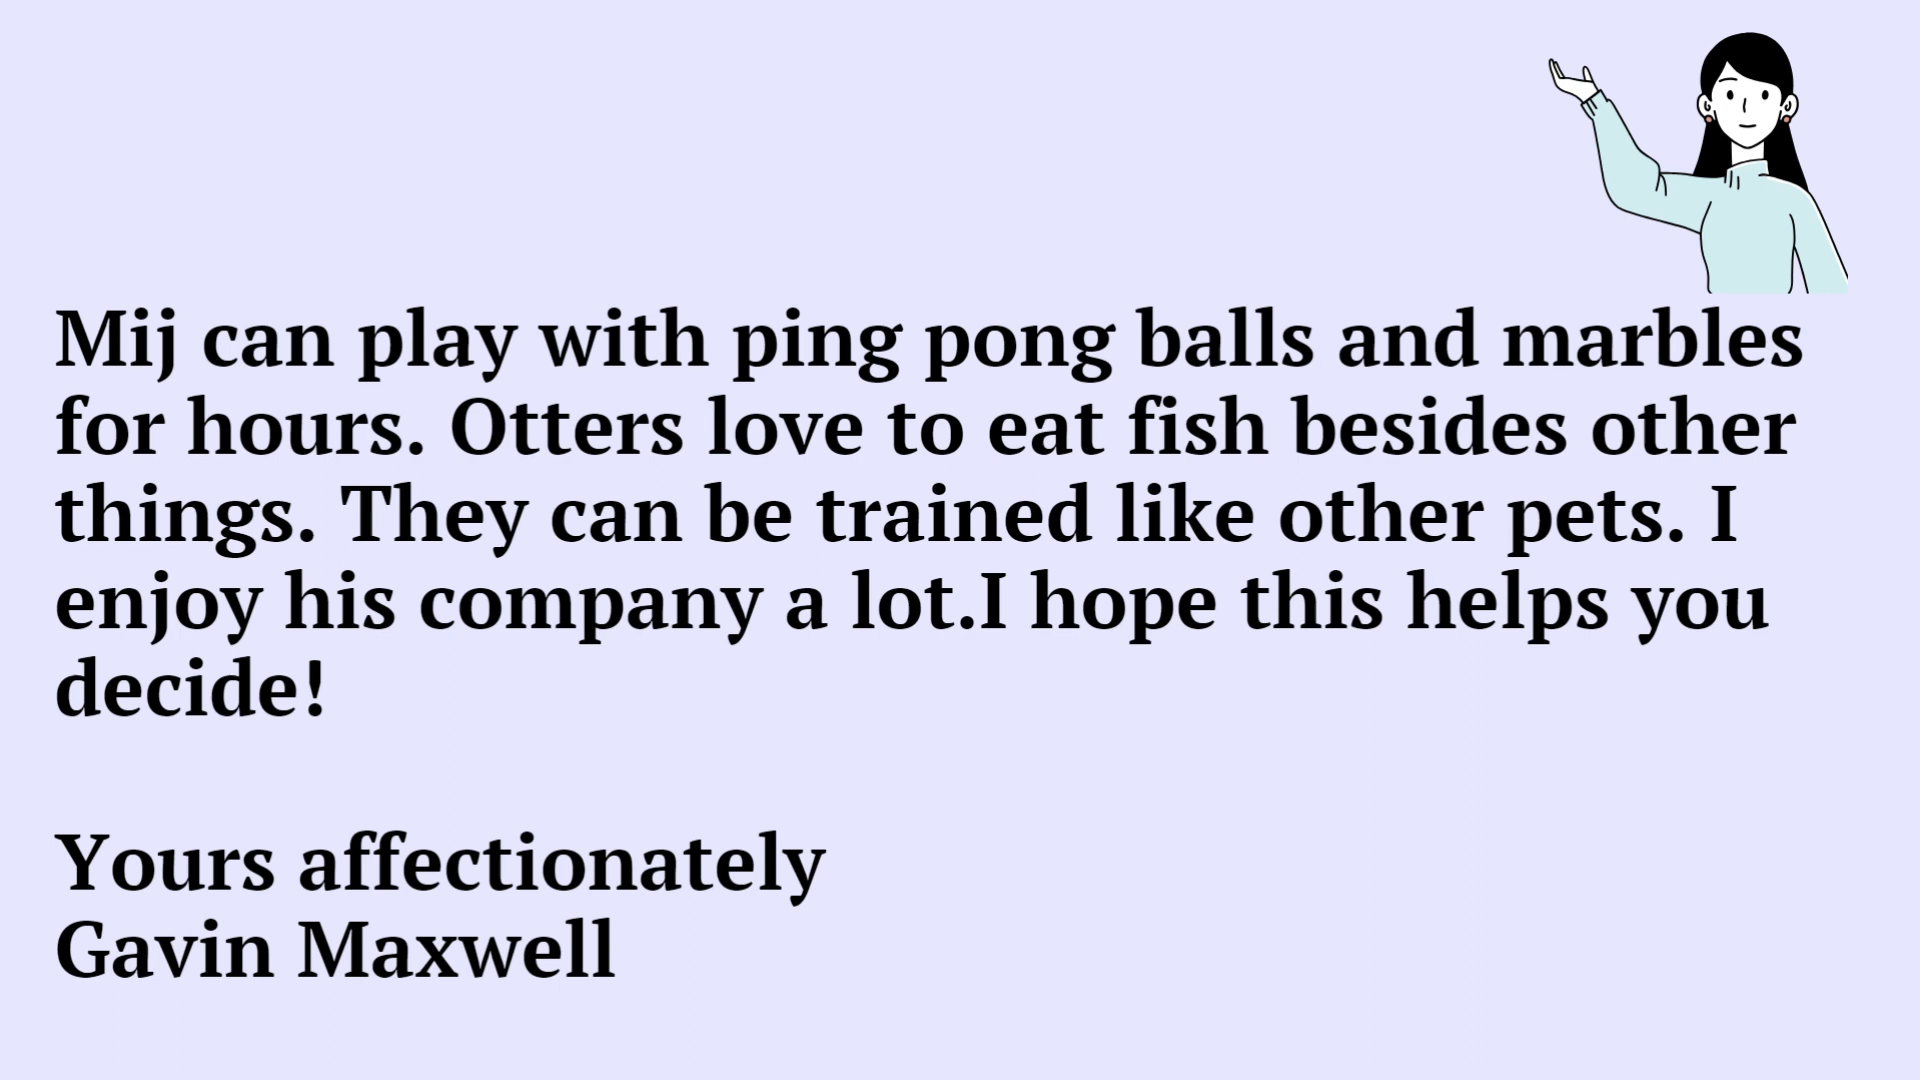 Mij can play with ping pong balls and marbles
for hours. Otters love to eat fish besides other
things. They can be trained like other pets. I
enjoy his company a lot.I hope this helps you
decide!
Yours affectionately
Gavin Maxwell